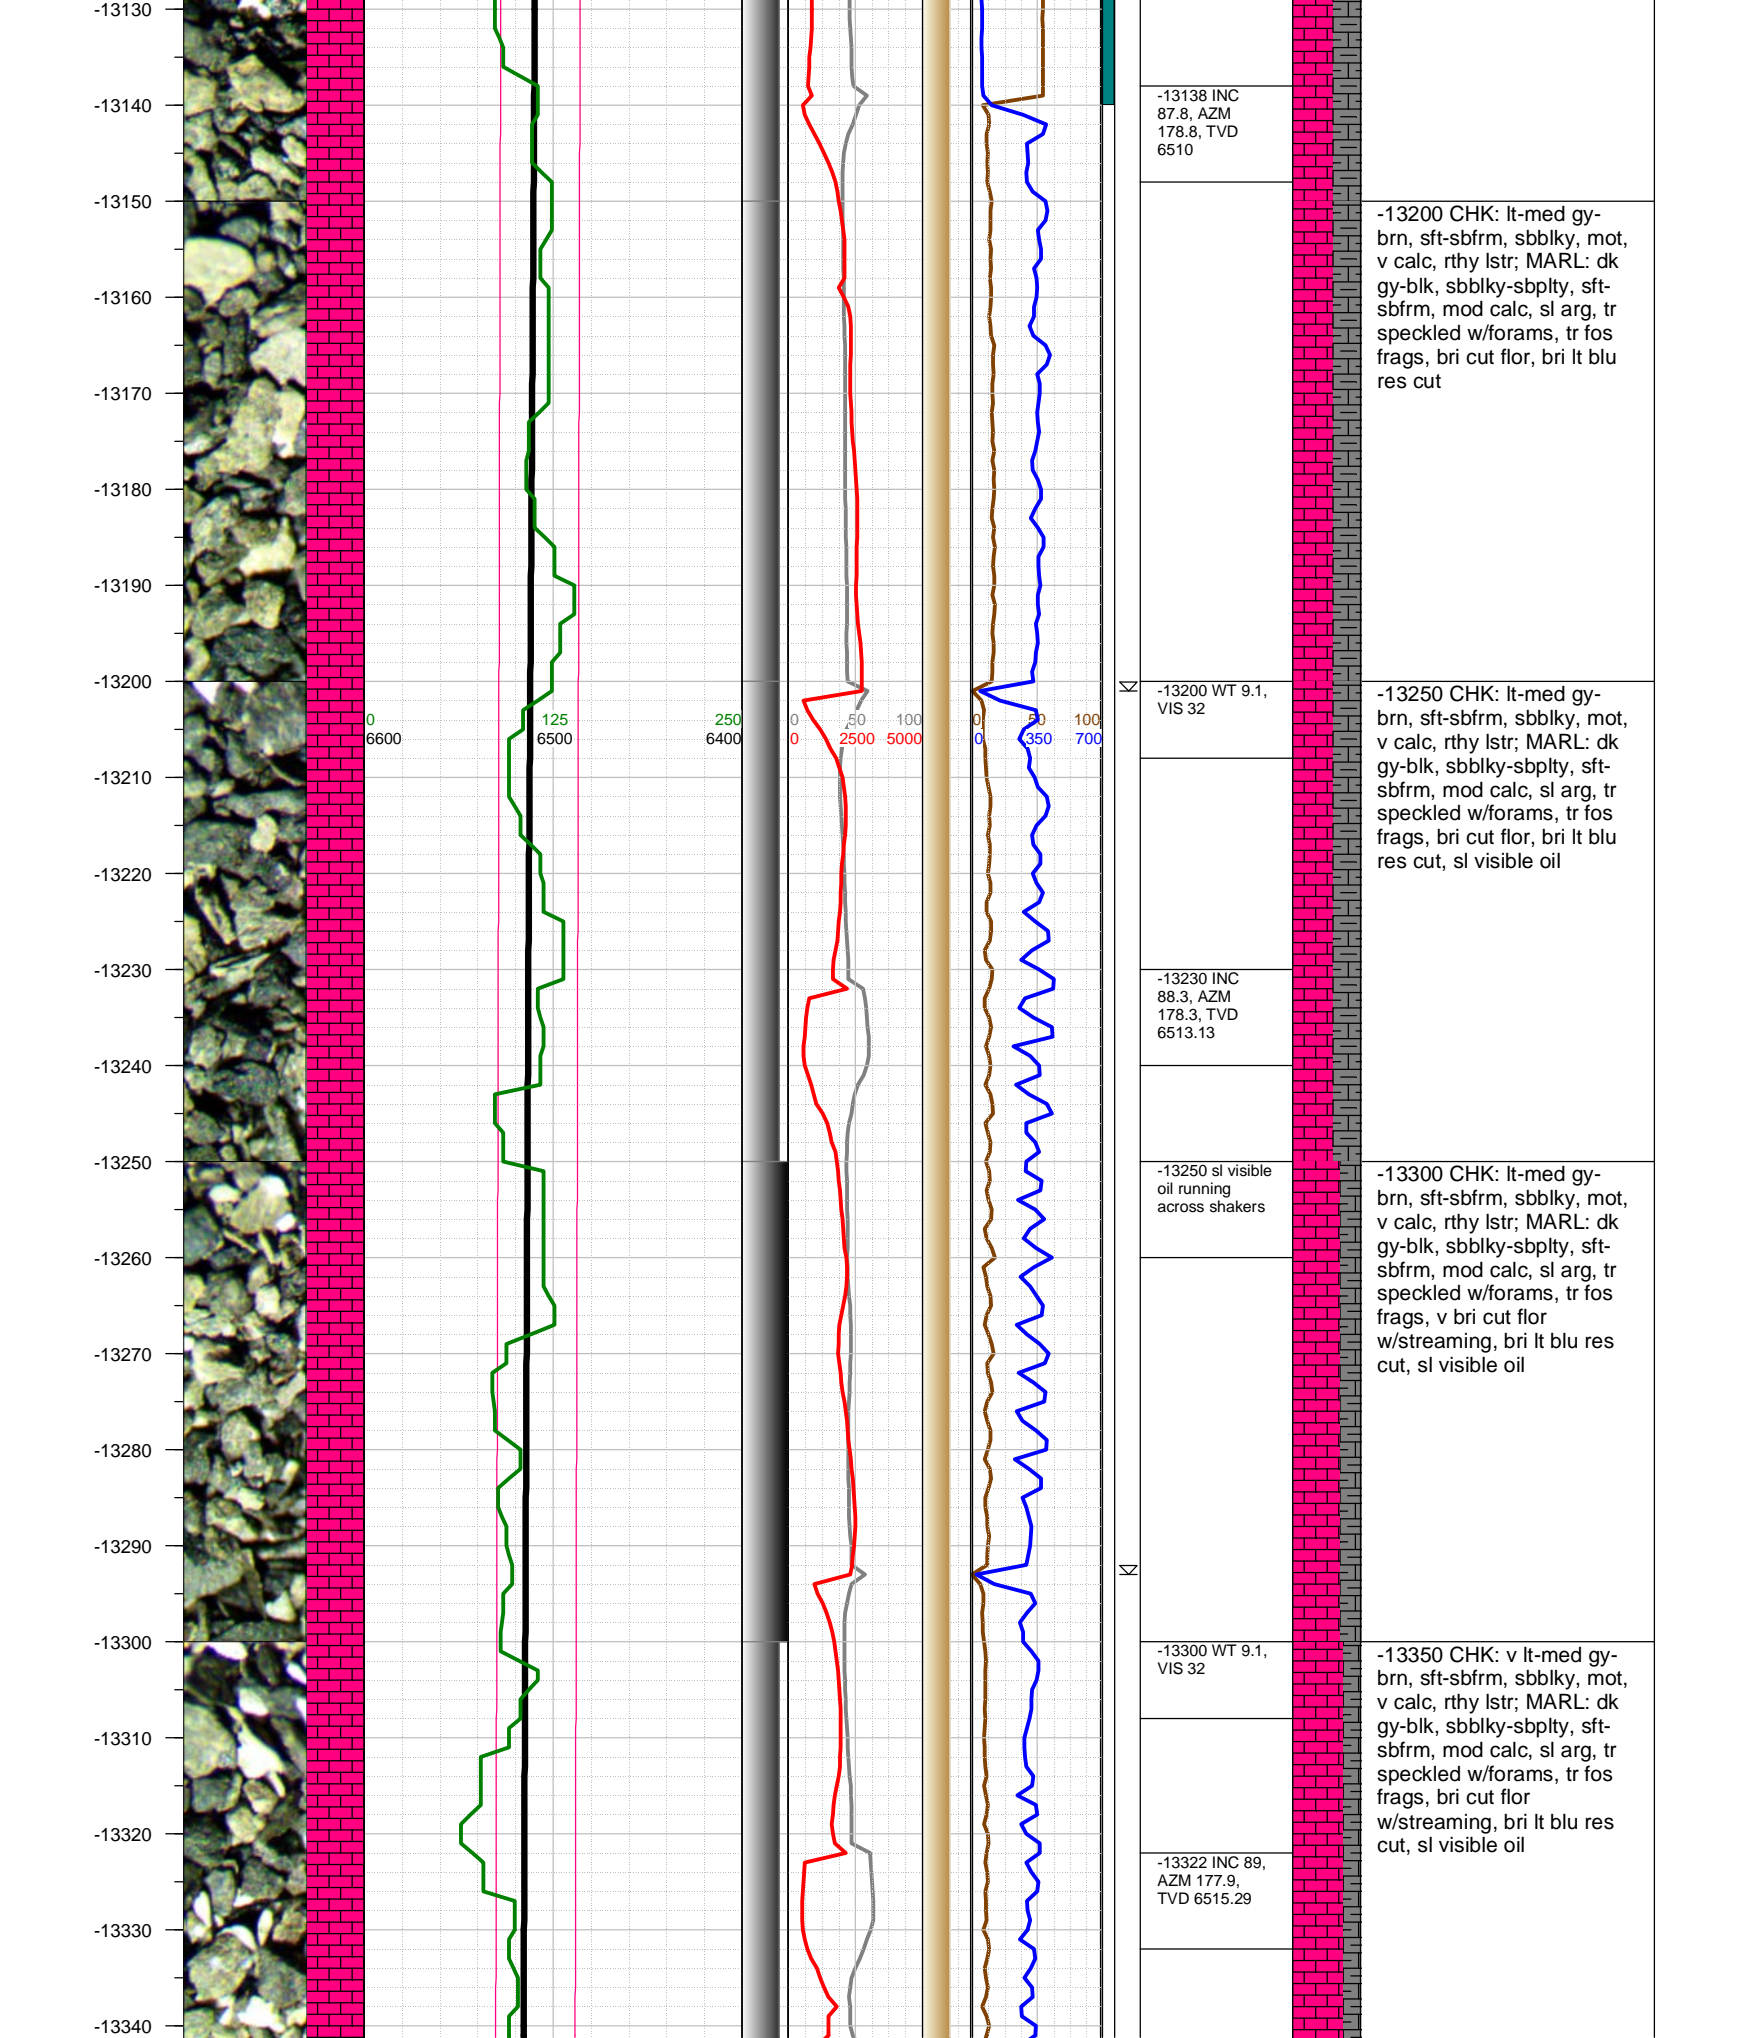 -13130
-13140
-13150
-13160
-13170
-13180
-13190
-13200
-13210
-13220
-13230
-13240
-13250
-13260
-13270
-13280
-13290
-13300
-13310
-13320
-13330
-13340
0 125 250
6600 6500 6400
0 50 100
0 2500 5000
0 50 100
0 350 700
-13138 INC
87.8, AZM
178.8, TVD
6510
-13200 WT 9.1,
VIS 32
-13230 INC
88.3, AZM
178.3, TVD
6513.13
-13250 sl visible
oil running
across shakers
-13300 WT 9.1,
VIS 32
-13322 INC 89,
AZM 177.9,
TVD 6515.29
-13200 CHK: lt-med gy-
brn, sft-sbfrm, sbblky, mot,
v calc, rthy lstr; MARL: dk
gy-blk, sbblky-sbplty, sft-
sbfrm, mod calc, sl arg, tr
speckled w/forams, tr fos
frags, bri cut flor, bri lt blu
res cut
-13250 CHK: lt-med gy-
brn, sft-sbfrm, sbblky, mot,
v calc, rthy lstr; MARL: dk
gy-blk, sbblky-sbplty, sft-
sbfrm, mod calc, sl arg, tr
speckled w/forams, tr fos
frags, bri cut flor, bri lt blu
res cut, sl visible oil
-13300 CHK: lt-med gy-
brn, sft-sbfrm, sbblky, mot,
v calc, rthy lstr; MARL: dk
gy-blk, sbblky-sbplty, sft-
sbfrm, mod calc, sl arg, tr
speckled w/forams, tr fos
frags, v bri cut flor
w/streaming, bri lt blu res
cut, sl visible oil
-13350 CHK: v lt-med gy-
brn, sft-sbfrm, sbblky, mot,
v calc, rthy lstr; MARL: dk
gy-blk, sbblky-sbplty, sft-
sbfrm, mod calc, sl arg, tr
speckled w/forams, tr fos
frags, bri cut flor
w/streaming, bri lt blu res
cut, sl visible oil